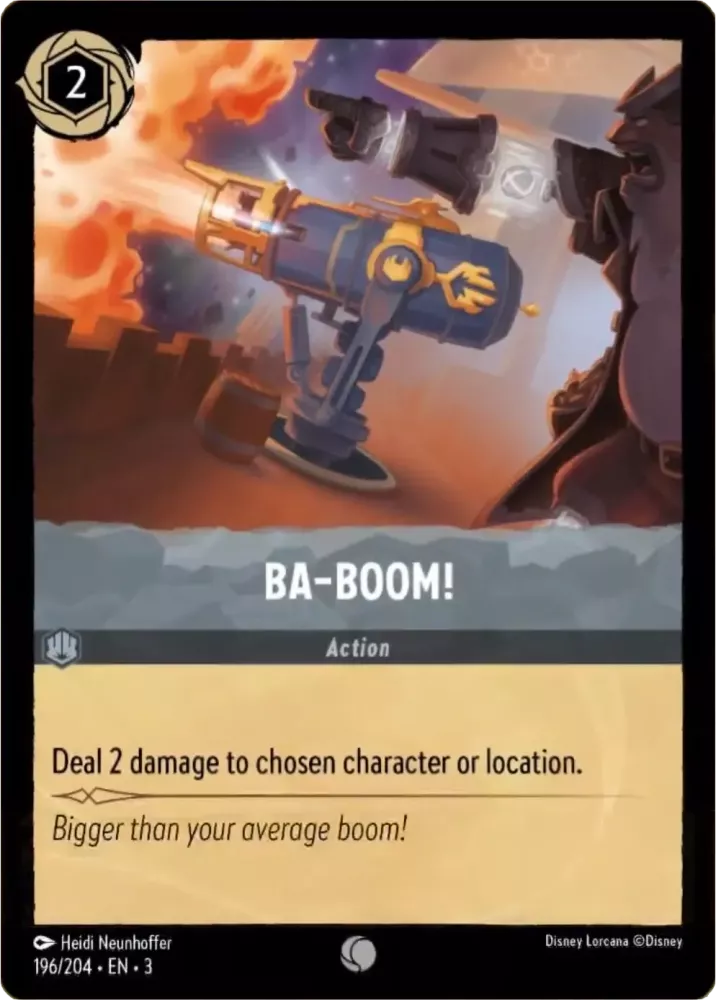 2
BA-BOOM!
Action
Deal 2 damage to chosen character or location.
Bigger than your average boom!
Heidi Neunhoffer
Disney Lorcana ©Disney
196/204 • EN • 3